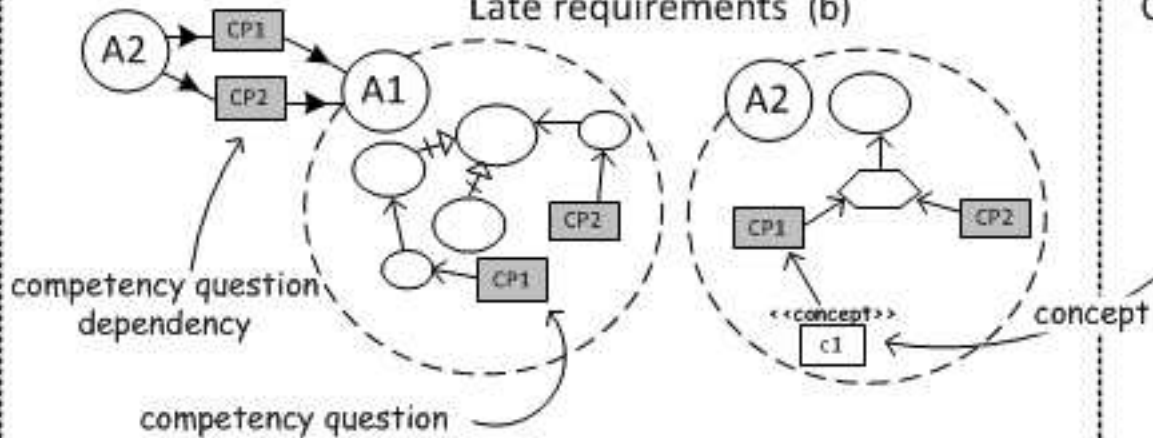 Late requirements (b)
A2
CP1
CP2
A1
CP2
CP1
A2
CP1
CP2
<<concept>>
c1
competency question
dependency
competency question
concept